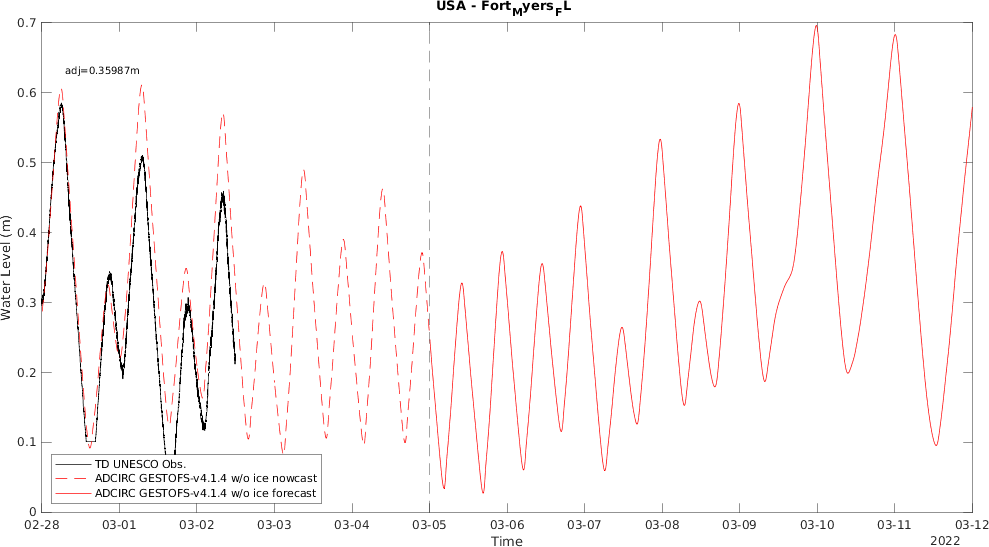 USA - Fort_Myers_FL
adj=0.35987m
0.7
0.6
0.5
0.4
0.3
0.2
0.1
0
Water Level (m)
TD UNESCO Obs.
ADCIRC GESTOFS-v4.1.4 w/o ice nowcast
ADCIRC GESTOFS-v4.1.4 w/o ice forecast
02-28 03-01 03-02 03-03 03-04 03-05 03-06 03-07 03-08 03-09 03-10 03-11 03-12
Time
2022